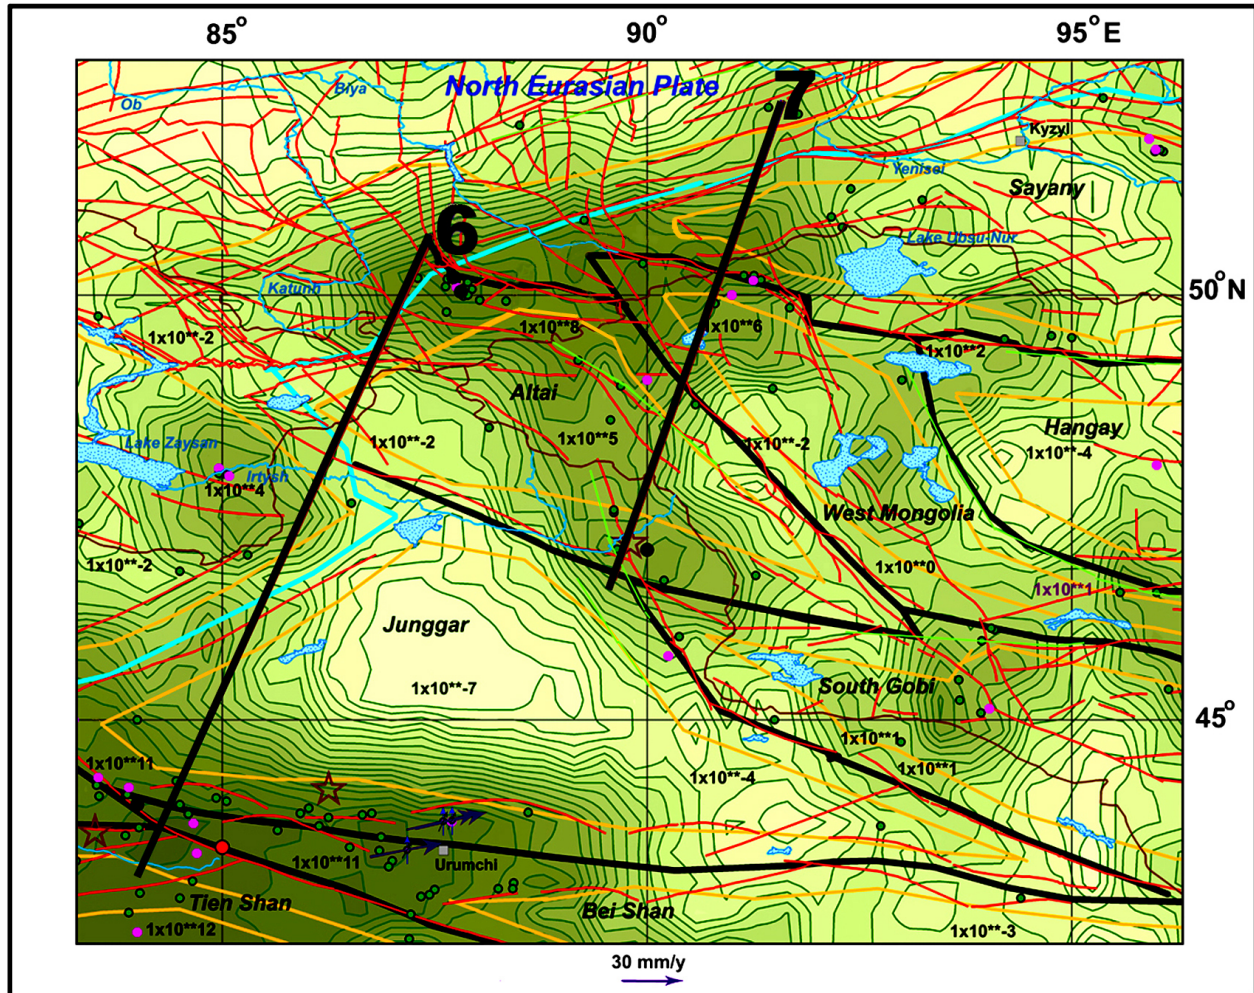 85°
90°
95°E
North Eurasian Plate
7
Ob
Biya
Kyzyl
Yenisei
Sayany
6
Lake Ubsu-Nur
Katunh
50°N
1x10**-2
1x10**8
1x10**6
1x10**2
Altai
Hangay
Lake Zaysan
1x10**-2
1x10**5
1x10**-2
1x10**-4
Irtysh
1x10**4
West Mongolia
1x10**-2
1x10**0
1x10**1
Junggar
1x10**-7
South Gobi
45°
1x10**1
1x10**11
1x10**-4
1x10**1
1x10**11
Urumchi
Tien Shan
Bei Shan
1x10**12
1x10**-3
30 mm/y